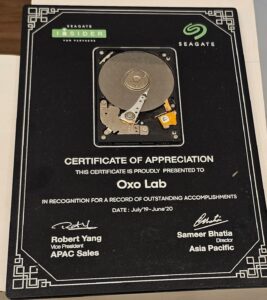 SEAGATE
INSIDER
FOR PARTNERS
SEAGATE
CERTIFICATE OF APPRECIATION
THIS CERTIFICATE IS PROUDLY PRESENTED TO
Oxo Lab
IN RECOGNITION FOR A RECORD OF OUTSTANDING ACCOMPLISHMENTS
DATE : July'19-June'20
Robert Yang
Vice President
APAC Sales
Sameer Bhatia
Director
Asia Pacific